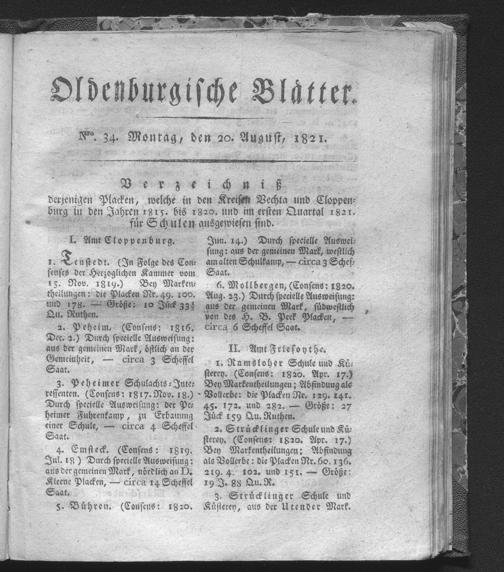 Oldenburgische Blätter.
Nro. 34. Montag, den 20. August, 1821.
Verzeichniß
derjenigen Placken, welche in den Kreisen Vechta und Cloppen-
burg in den Jahren 1815. bis 1820. und im ersten Quartal 1821.
für Schulen ausgewiesen sind.
I. Amt Cloppenburg.
1. Tenstedt. (In Folge des Con-
senses der Herzoglichen Kammer vom
15. Nov. 1819.) Bey Marken-
theilungen: die Placken Nr. 49. 100.
und 178. — Größe: 10 Jück 33½
Qu. Ruthen.
2. Peheim. (Consens: 1816.
Dec. 2.) Durch specielle Ausweisung:
aus der gemeinen Mark, östlich an der
Gemeinheit, — circa 3 Scheffel
Saat.
3. Peheimer Schulachts-Inte-
ressenten. (Consens: 1817. Nov. 18.)
Durch specielle Ausweisung: der Pe-
heimer Fuhrenkamp, zu Erbauung
einer Schule, — circa 4 Scheffel
Saat.
4. Emsteck. (Consens: 1819.
Jul. 18) Durch specielle Ausweisung:
aus der gemeinen Mark, nördlich an D.
Kleene Placken, — circa 14 Scheffel
Saat.
5. Bühren. (Consens: 1820.
Jun. 14.) Durch specielle Auswei-
sung: aus der gemeinen Mark, westlich
am alten Schulkamp, — circa 3 Schef-
Saat.
6. Mollbergen, (Consens: 1820.
Aug. 23.) Durch specielle Ausweisung:
aus der gemeinen Mark, südwestlich
von des H. B. Peek Placken, —
circa 6 Scheffel Saat.
II. Amt Friesoythe.
1. Ramsloher Schule und Kü-
sterey. (Consens: 1820. Apr. 17.)
Bey Markentheilungen; Abfindung als
Vollerbe: die Placken Nr. 129. 141.
45. 172. und 282. — Größe: 27
Jück 159 Qu. Ruthen.
2. Strücklinger Schule und Kü-
sterey. (Consens: 1820. Apr. 17.)
Bey Markentheilungen; Abfindung
als Vollerbe: die Placken Nr. 60. 136.
219. 4. 102. und 151. — Größe:
19 J. 88 Qu. R.
3. Strücklinger Schule und
Küsterey, aus der Utender Mark.